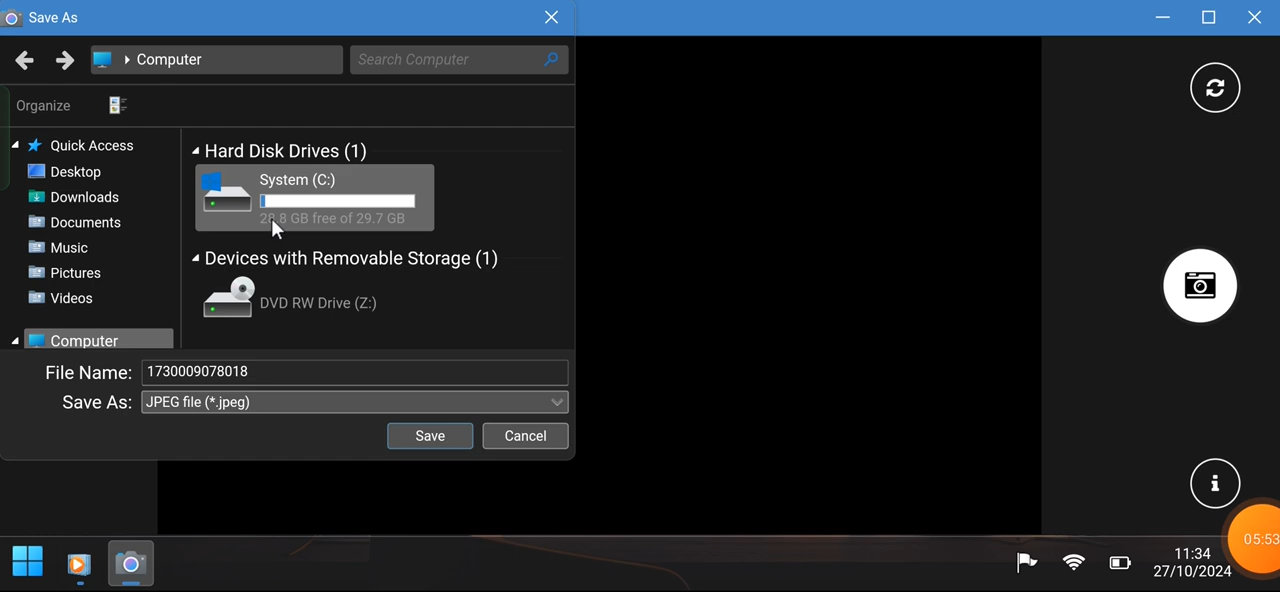 Save As
Computer
Search Computer
Organize
Quick Access
Desktop
Downloads
Documents
Music
Pictures
Videos
Computer
Hard Disk Drives (1)
System (C:)
28.8 GB free of 29.7 GB
Devices with Removable Storage (1)
DVD RW Drive (Z:)
File Name: 1730009078018
Save As: JPEG file (*.jpeg)
Save Cancel
05:53
11:34
27/10/2024